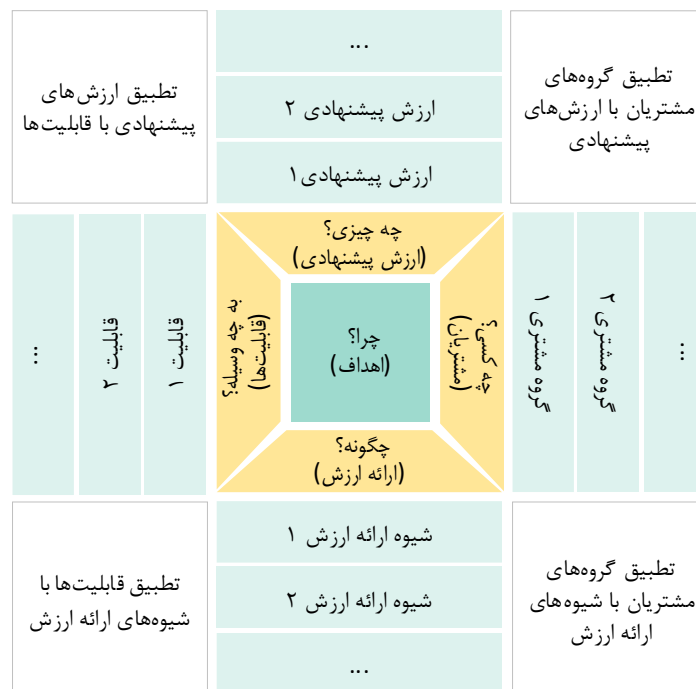 تطبیق گروه‌های
مشتریان با ارزش‌های
پیشنهادی
...
ارزش پیشنهادی ۲
ارزش پیشنهادی۱
تطبیق ارزش‌های
پیشنهادی با قابلیت‌ها
...
گروه مشتری ۲
گروه مشتری ۱
چه کسی؟
(مشتریان)
چه چیزی؟
(ارزش پیشنهادی)
چرا؟
(اهداف)
چگونه؟
(ارائه ارزش)
به چه وسیله؟
(قابلیت‌ها)
قابلیت ۱
قابلیت ۲
...
تطبیق گروه‌های
مشتریان با شیوه‌های
ارائه ارزش
شیوه ارائه ارزش ۱
شیوه ارائه ارزش ۲
...
تطبیق قابلیت‌ها با
شیوه‌های ارائه ارزش